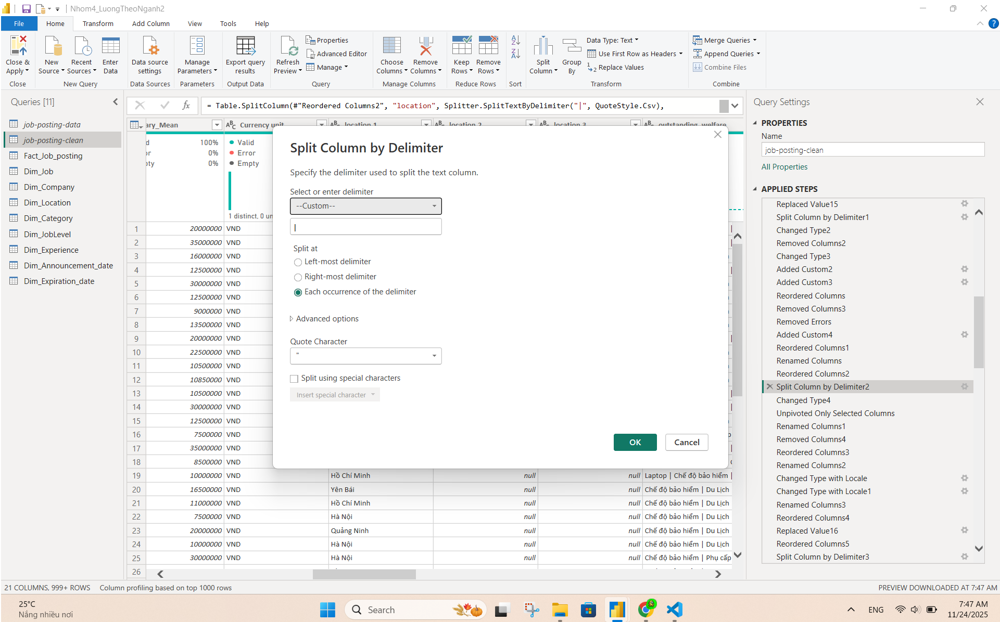 Nhom4_LuongTheoNganh2
File Home Transform Add Column View Tools Help
Close & Apply
New Source
Recent Sources
Enter Data
Data source settings
Manage Parameters
Export query results
Refresh Preview
Properties
Advanced Editor
Manage
Choose Columns
Remove Columns
Keep Rows
Remove Rows
Split Column
Group By
Data Type: Text
Use First Row as Headers
Replace Values
Merge Queries
Append Queries
Combine Files
Close New Query Data Sources Parameters Output Data Query Manage Columns Reduce Rows Sort Transform Combine
Queries [11]
job-posting-data
job-posting-clean
Fact_Job_posting
Dim_Job
Dim_Company
Dim_Location
Dim_Category
Dim_JobLevel
Dim_Experience
Dim_Announcement_date
Dim_Expiration_date
fx = Table.SplitColumn(#"Reordered Columns2", "location", Splitter.SplitTextByDelimiter("|", QuoteStyle.Csv),
ary_Mean ABC Currency unit ABC location.1 ABC location.2 ABC location.3 ABC outstanding_welfare
d 100% Valid
or 0% Error
pty 0% Empty
1 distinct, 0 un
1 20000000 VND
2 35000000 VND
3 16000000 VND
4 12500000 VND
5 30000000 VND
6 12500000 VND
7 9000000 VND
8 13500000 VND
9 20000000 VND
10 22500000 VND
11 10500000 VND
12 10850000 VND
13 10500000 VND
14 30000000 VND
15 12500000 VND
16 7500000 VND
17 35000000 VND
18 8500000 VND
19 10000000 VND Hồ Chí Minh null null Laptop | Chế độ bảo hiểm |
20 16500000 VND Yên Bái null null Chế độ bảo hiểm | Du Lịch
21 11000000 VND Hồ Chí Minh null null Chế độ bảo hiểm | Du Lịch
22 7500000 VND Hà Nội null null Chế độ bảo hiểm | Du Lịch
23 20000000 VND Quảng Ninh null null Chế độ bảo hiểm | Du Lịch
24 10000000 VND Hà Nội null null Chế độ bảo hiểm | Du Lịch
25 30000000 VND Hà Nội null null Chế độ bảo hiểm | Phụ cấp
26
Split Column by Delimiter
Specify the delimiter used to split the text column.
Select or enter delimiter
--Custom--
|
Split at
Left-most delimiter
Right-most delimiter
Each occurrence of the delimiter
Advanced options
Quote Character
"
Split using special characters
Insert special character
OK Cancel
Query Settings
PROPERTIES
Name
job-posting-clean
All Properties
APPLIED STEPS
Replaced Value15
Split Column by Delimiter1
Changed Type2
Removed Columns2
Changed Type3
Added Custom2
Added Custom3
Reordered Columns
Removed Columns3
Removed Errors
Added Custom4
Reordered Columns1
Renamed Columns
Reordered Columns2
Split Column by Delimiter2
Changed Type4
Unpivoted Only Selected Columns
Renamed Columns1
Removed Columns4
Reordered Columns3
Renamed Columns2
Changed Type with Locale
Changed Type with Locale1
Renamed Columns3
Reordered Columns4
Replaced Value16
Reordered Columns5
Split Column by Delimiter3
21 COLUMNS, 999+ ROWS Column profiling based on top 1000 rows PREVIEW DOWNLOADED AT 7:47 AM
25°C
Nắng nhiều nơi
Search
ENG
7:47 AM
11/24/2025